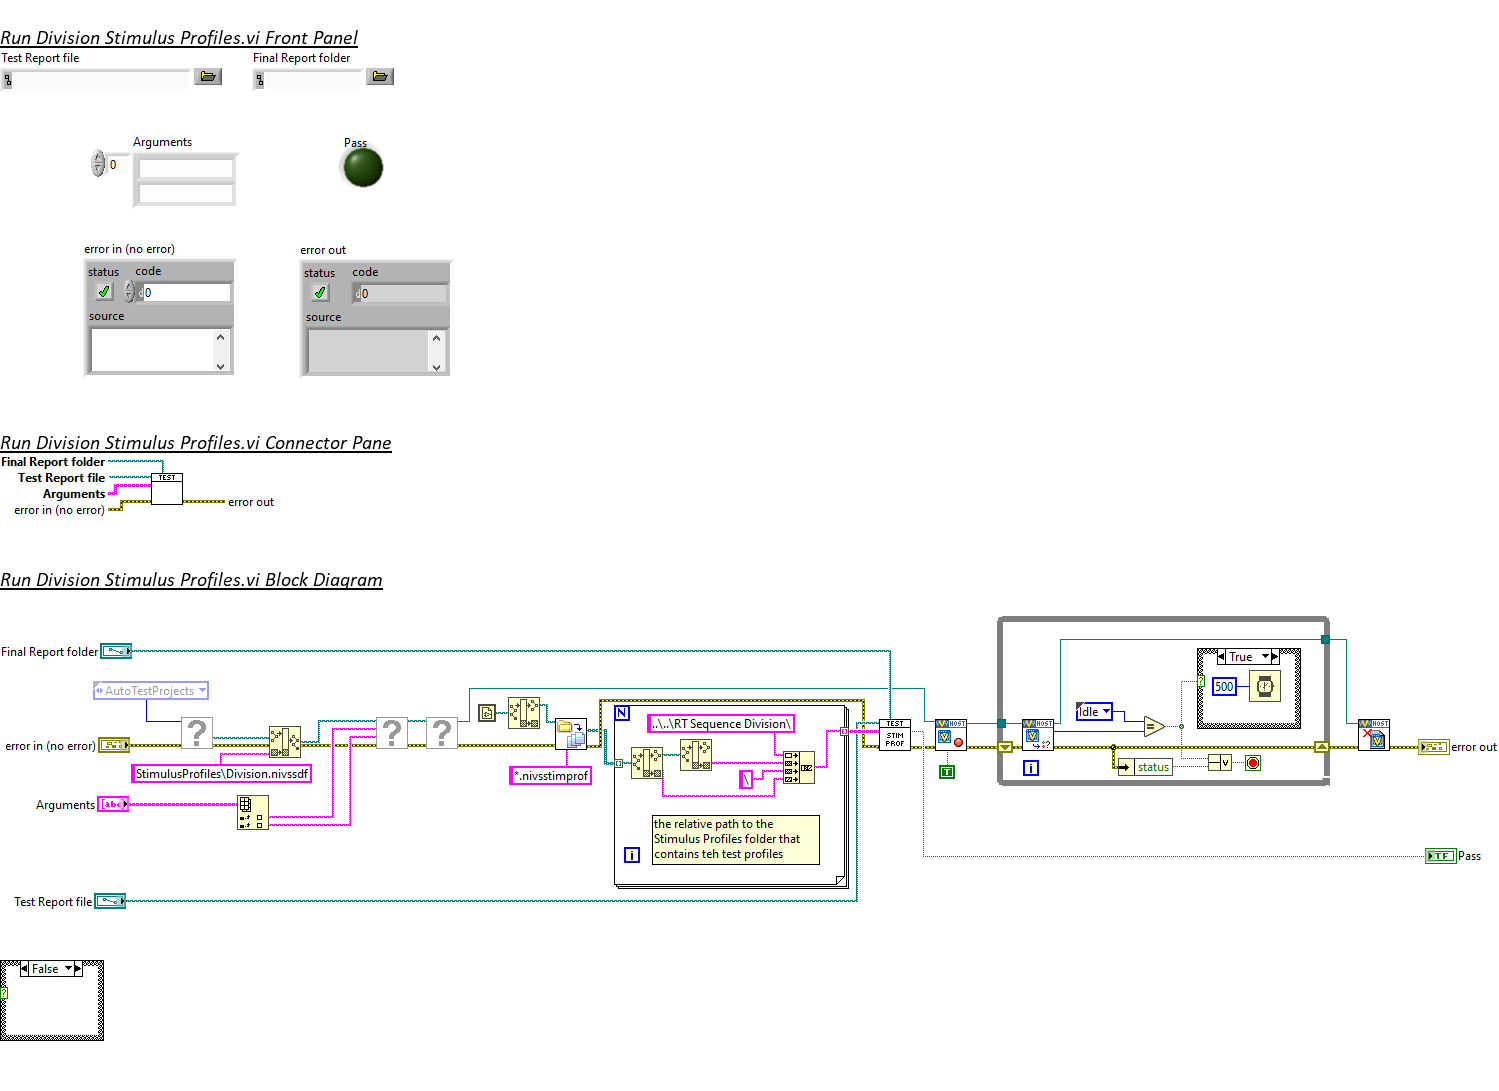 Run Division Stimulus Profiles.vi Front Panel
Test Report file
Final Report folder
Arguments
0
Pass
error in (no error)
status
code
0
source
error out
status
code
0
source
Run Division Stimulus Profiles.vi Connector Pane
Final Report folder
Test Report file
Arguments
error in (no error)
TEST
error out
Run Division Stimulus Profiles.vi Block Diagram
Final Report folder
AutoTestProjects
error in (no error)
StimulusProfiles\Division.nivssdf
Arguments
abc
Test Report file
*.nivsstimprof
N
..\..\RT Sequence Division\
\
the relative path to the
Stimulus Profiles folder that
contains teh test profiles
i
TEST
STIM
PROF
V HOST
T
V HOST
i
Idle
=
status
True
500
V HOST
error out
TF
Pass
False